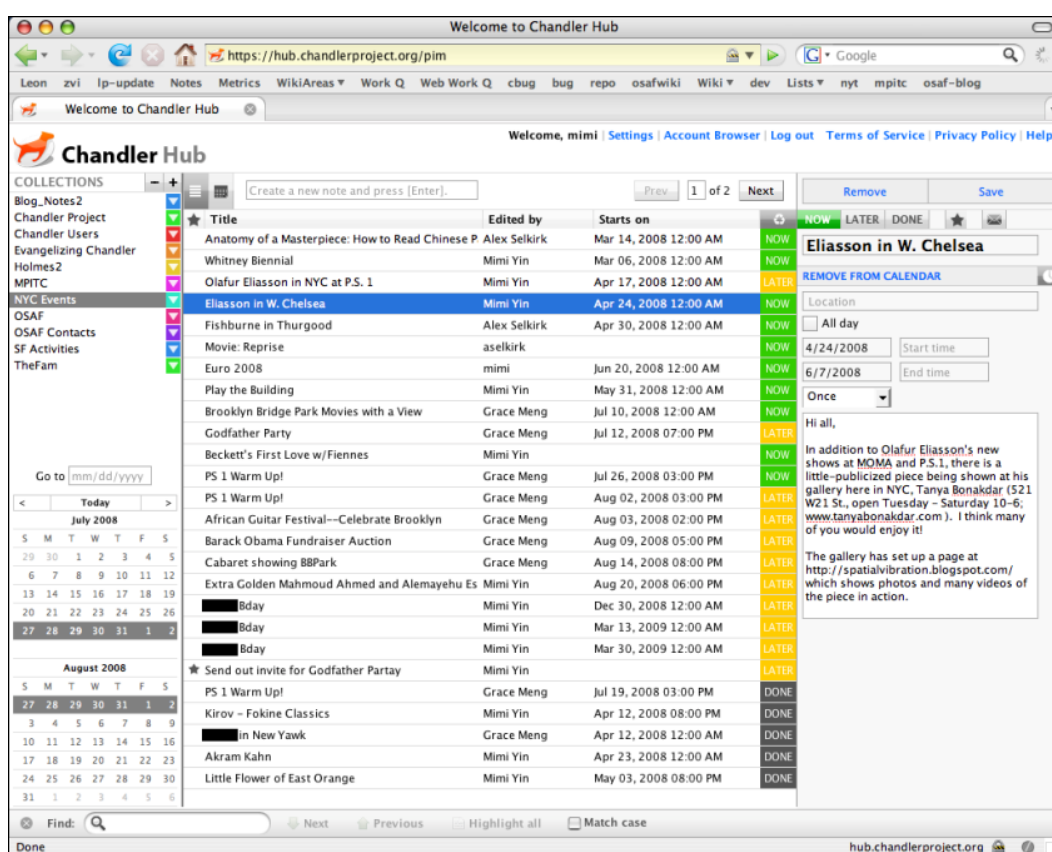 Welcome to Chandler Hub
https://hub.chandlerproject.org/pim
G Google
Leon zvi lp-update Notes Metrics WikiAreas Work Q Web Work Q cbug bug repo osafwiki Wiki dev Lists nyt mpitc osaf-blog
Welcome to Chandler Hub
Welcome, mimi | Settings | Account Browser | Log out Terms of Service | Privacy Policy | Help
Chandler Hub
COLLECTIONS - +
Blog_Notes2
Chandler Project
Chandler Users
Evangelizing Chandler
Holmes2
MPITC
NYC Events
OSAF
OSAF Contacts
SF Activities
TheFam
Go to mm/dd/yyyy
< Today >
July 2008
S M T W T F S
29 30 1 2 3 4 5
6 7 8 9 10 11 12
13 14 15 16 17 18 19
20 21 22 23 24 25 26
27 28 29 30 31 1 2
August 2008
S M T W T F S
27 28 29 30 31 1 2
3 4 5 6 7 8 9
10 11 12 13 14 15 16
17 18 19 20 21 22 23
24 25 26 27 28 29 30
31 1 2 3 4 5 6
Create a new note and press [Enter].
Prev 1 of 2 Next
Title Edited by Starts on
Anatomy of a Masterpiece: How to Read Chinese P Alex Selkirk Mar 14, 2008 12:00 AM NOW
Whitney Biennial Mimi Yin Mar 06, 2008 12:00 AM NOW
Olafur Eliasson in NYC at P.S. 1 Mimi Yin Apr 17, 2008 12:00 AM LATER
Eliasson in W. Chelsea Mimi Yin Apr 24, 2008 12:00 AM NOW
Fishburne in Thurgood Alex Selkirk Apr 30, 2008 12:00 AM NOW
Movie: Reprise aselkirk NOW
Euro 2008 mimi Jun 20, 2008 12:00 AM NOW
Play the Building Mimi Yin May 31, 2008 12:00 AM NOW
Brooklyn Bridge Park Movies with a View Grace Meng Jul 10, 2008 12:00 AM NOW
Godfather Party Grace Meng Jul 12, 2008 07:00 PM LATER
Beckett's First Love w/Fiennes Mimi Yin NOW
PS 1 Warm Up! Grace Meng Jul 26, 2008 03:00 PM NOW
PS 1 Warm Up! Grace Meng Aug 02, 2008 03:00 PM LATER
African Guitar Festival--Celebrate Brooklyn Grace Meng Aug 03, 2008 02:00 PM LATER
Barack Obama Fundraiser Auction Grace Meng Aug 09, 2008 05:00 PM LATER
Cabaret showing BBPark Grace Meng Aug 14, 2008 08:00 PM LATER
Extra Golden Mahmoud Ahmed and Alemayehu Es Mimi Yin Aug 20, 2008 06:00 PM LATER
Bday Mimi Yin Dec 30, 2008 12:00 AM LATER
Bday Mimi Yin Mar 13, 2009 12:00 AM LATER
Bday Mimi Yin Mar 30, 2009 12:00 AM LATER
Send out invite for Godfather Partay Mimi Yin LATER
PS 1 Warm Up! Grace Meng Jul 19, 2008 03:00 PM DONE
Kirov - Fokine Classics Mimi Yin Apr 12, 2008 08:00 PM DONE
in New Yawk Grace Meng Apr 12, 2008 12:00 AM DONE
Akram Kahn Mimi Yin Apr 23, 2008 12:00 AM DONE
Little Flower of East Orange Mimi Yin May 03, 2008 08:00 PM DONE
Remove Save
NOW LATER DONE
Eliasson in W. Chelsea
REMOVE FROM CALENDAR
Location
All day
4/24/2008 Start time
6/7/2008 End time
Once
Hi all,
In addition to Olafur Eliasson's new
shows at MOMA and P.S.1, there is a
little-publicized piece being shown at his
gallery here in NYC, Tanya Bonakdar (521
W21 St., open Tuesday - Saturday 10-6;
www.tanyabonakdar.com ). I think many
of you would enjoy it!
The gallery has set up a page at
http://spatialvibration.blogspot.com/
which shows photos and many videos of
the piece in action.
Find: Next Previous Highlight all Match case
Done hub.chandlerproject.org